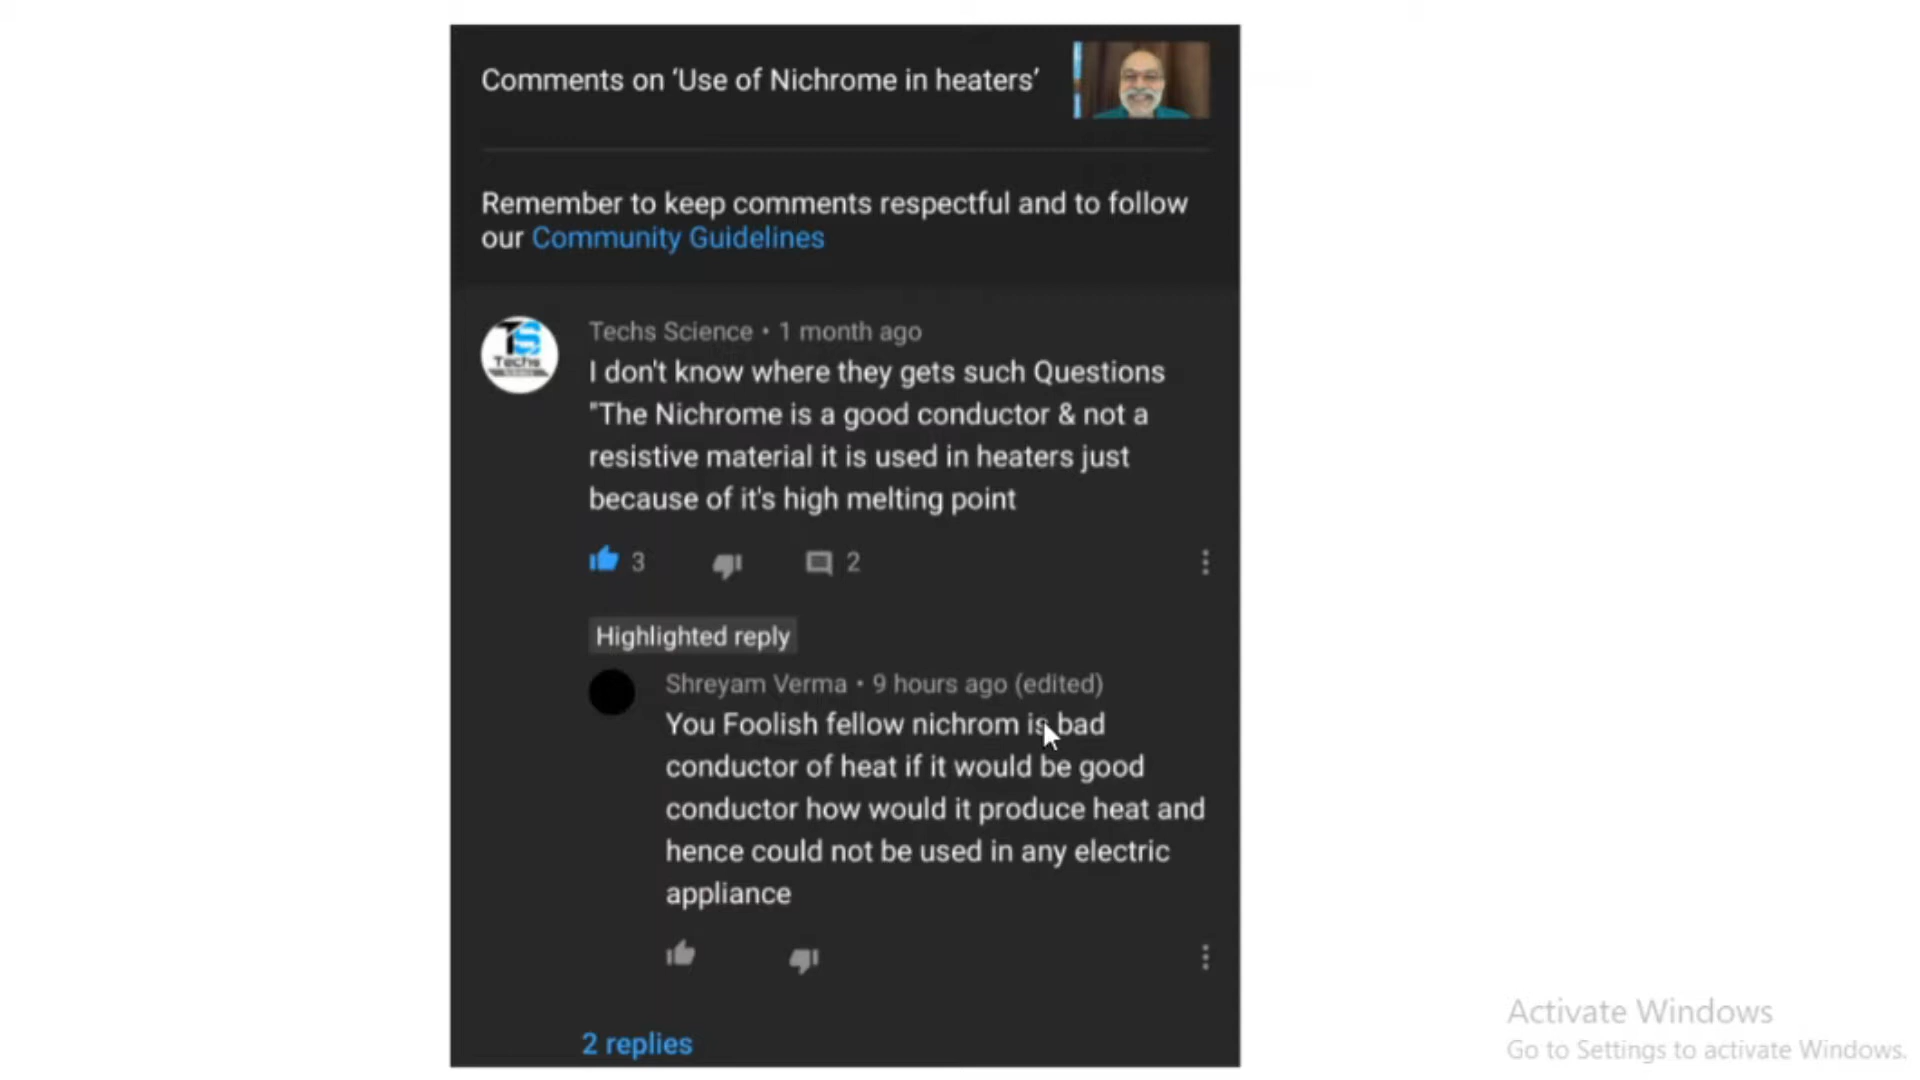 Comments on ‘Use of Nichrome in heaters’
Remember to keep comments respectful and to follow
our Community Guidelines
TS
Techs
Techs Science • 1 month ago
I don't know where they gets such Questions
"The Nichrome is a good conductor & not a
resistive material it is used in heaters just
because of it's high melting point
3
2
Highlighted reply
Shreyam Verma • 9 hours ago (edited)
You Foolish fellow nichrom is bad
conductor of heat if it would be good
conductor how would it produce heat and
hence could not be used in any electric
appliance
2 replies
Activate Windows
Go to Settings to activate Windows.